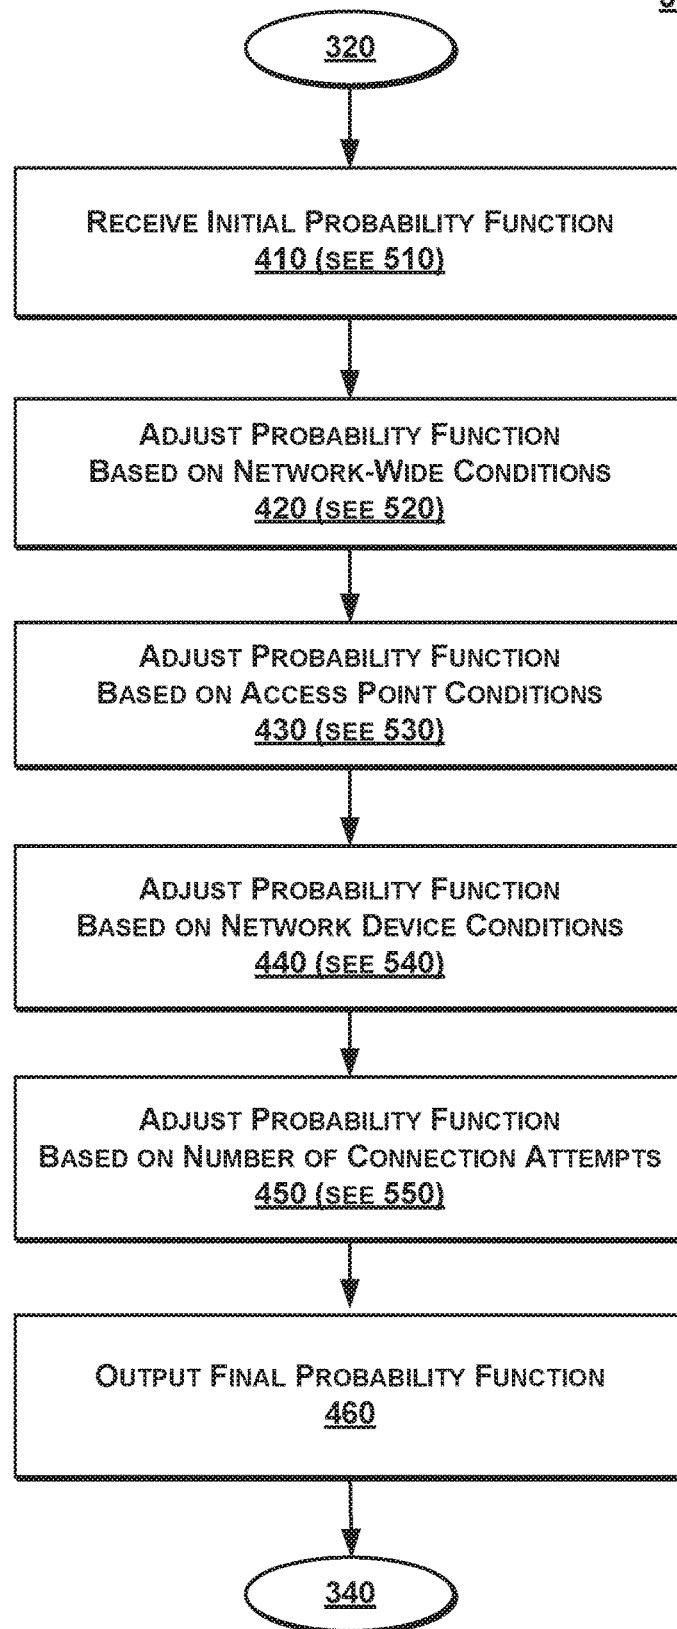 320
RECEIVE INITIAL PROBABILITY FUNCTION
410 (SEE 510)
ADJUST PROBABILITY FUNCTION
BASED ON NETWORK-WIDE CONDITIONS
420 (SEE 520)
ADJUST PROBABILITY FUNCTION
BASED ON ACCESS POINT CONDITIONS
430 (SEE 530)
ADJUST PROBABILITY FUNCTION
BASED ON NETWORK DEVICE CONDITIONS
440 (SEE 540)
ADJUST PROBABILITY FUNCTION
BASED ON NUMBER OF CONNECTION ATTEMPTS
450 (SEE 550)
OUTPUT FINAL PROBABILITY FUNCTION
460
340